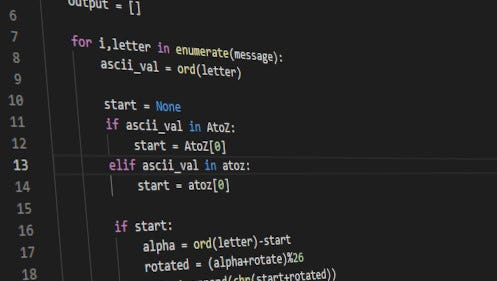 6 output = []
7 for i,letter in enumerate(message):
8 ascii_val = ord(letter)
9
10 start = None
11 if ascii_val in AtoZ:
12 start = AtoZ[0]
13 elif ascii_val in atoz:
14 start = atoz[0]
15
16 if start:
17 alpha = ord(letter)-start
18 rotated = (alpha+rotate)%26
(chr(start+rotated))